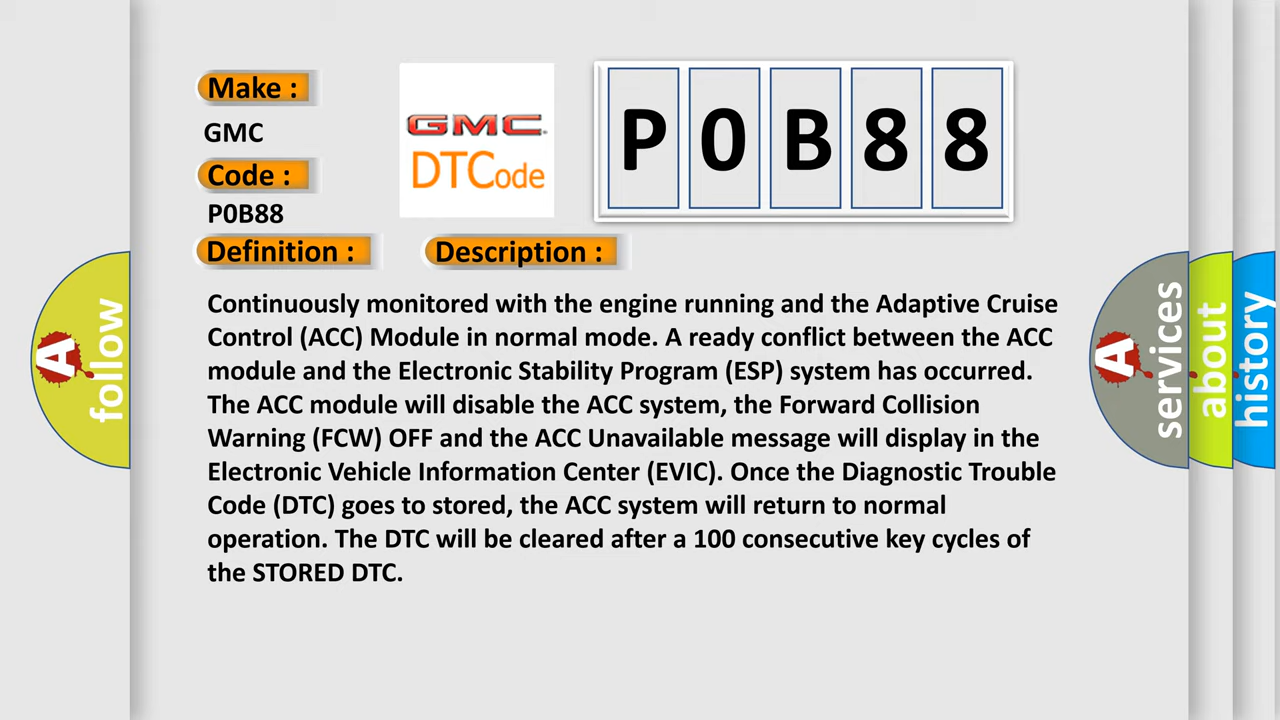 Make :
GMC
Code :
P0B88
Definition :
Description :
GMC
DTCode
P0B88
Continuously monitored with the engine running and the Adaptive Cruise
Control (ACC) Module in normal mode. A ready conflict between the ACC
module and the Electronic Stability Program (ESP) system has occurred.
The ACC module will disable the ACC system, the Forward Collision
Warning (FCW) OFF and the ACC Unavailable message will display in the
Electronic Vehicle Information Center (EVIC). Once the Diagnostic Trouble
Code (DTC) goes to stored, the ACC system will return to normal
operation. The DTC will be cleared after a 100 consecutive key cycles of
the STORED DTC.
A
follow
A
services
about
history